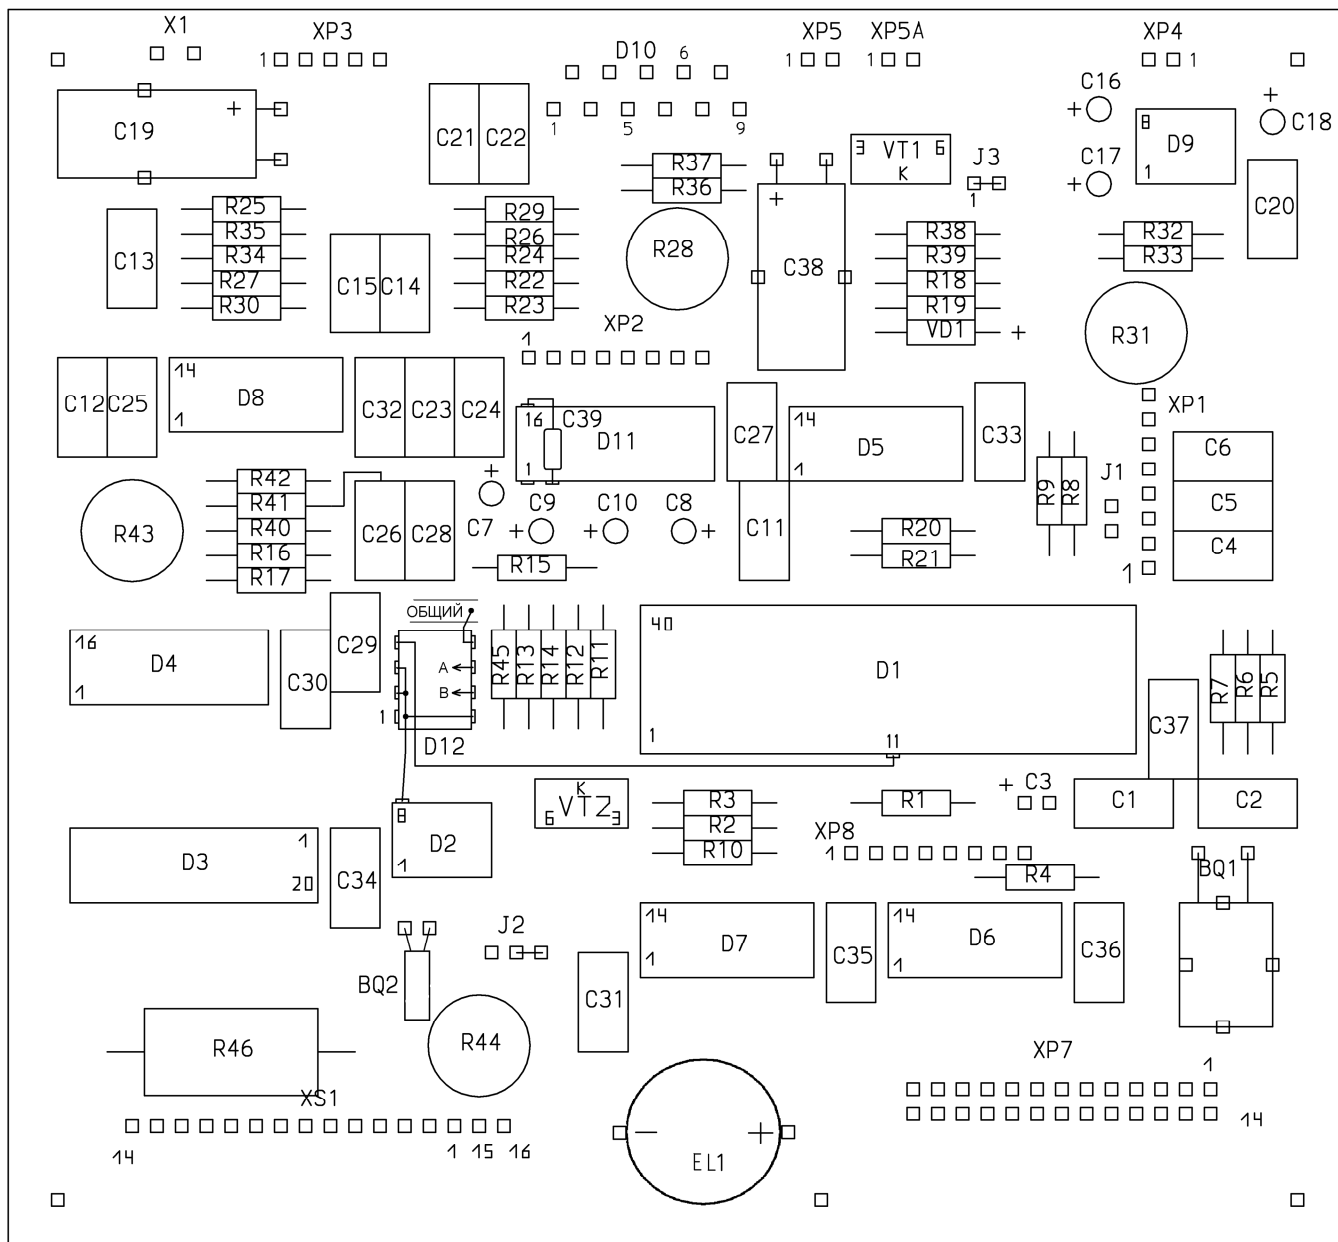 X1 XP3 D10 6 XP5 XP5A XP4
1 1 1 1
1 5 9
C19 +
C21 C22
R37
R36
3 VT1 6
K
J3
1
C16
+
C17
+
8
D9
1
+
C18
C20
C13
R25
R35
R34
R27
R30
C15 C14
R29
R26
R24
R22
R23
R28
+
C38
R38
R39
R18
R19
VD1 +
R32
R33
R31
XP2
1
C12 C25
14
D8
1
C32 C23 C24
16 C39
D11
1
C27
14
D5
1
C33
R9 R8
J1
XP1
1
C6
C5
C4
R43
R42
R41
R40
R16
R17
C26 C28
+
C7
C9
+
C10
+
C8
+
R15
C11
R20
R21
16
D4
1
C30
C29
ОБЩИЙ
A
B
1
D12
R45 R13 R14 R12 R11
40
D1
1 11
C37
R7 R6 R5
K
6 VT2 3
R3
R2
R10
R1
+ C3
C1
C2
XP8
1
R4
BQ1
D3
1
20
C34
8
D2
1
BQ2
J2
C31
14
D7
1
C35
14
D6
1
C36
R46
R44
XP7
1
14
XS1
14 1 15 16
− +
EL1